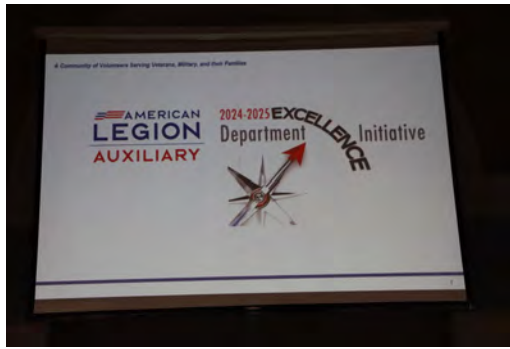 A Community of Volunteers Serving Veterans, Military, and their Families
AMERICAN
LEGION
AUXILIARY
2024-2025 EXCELLENCE
Department Initiative